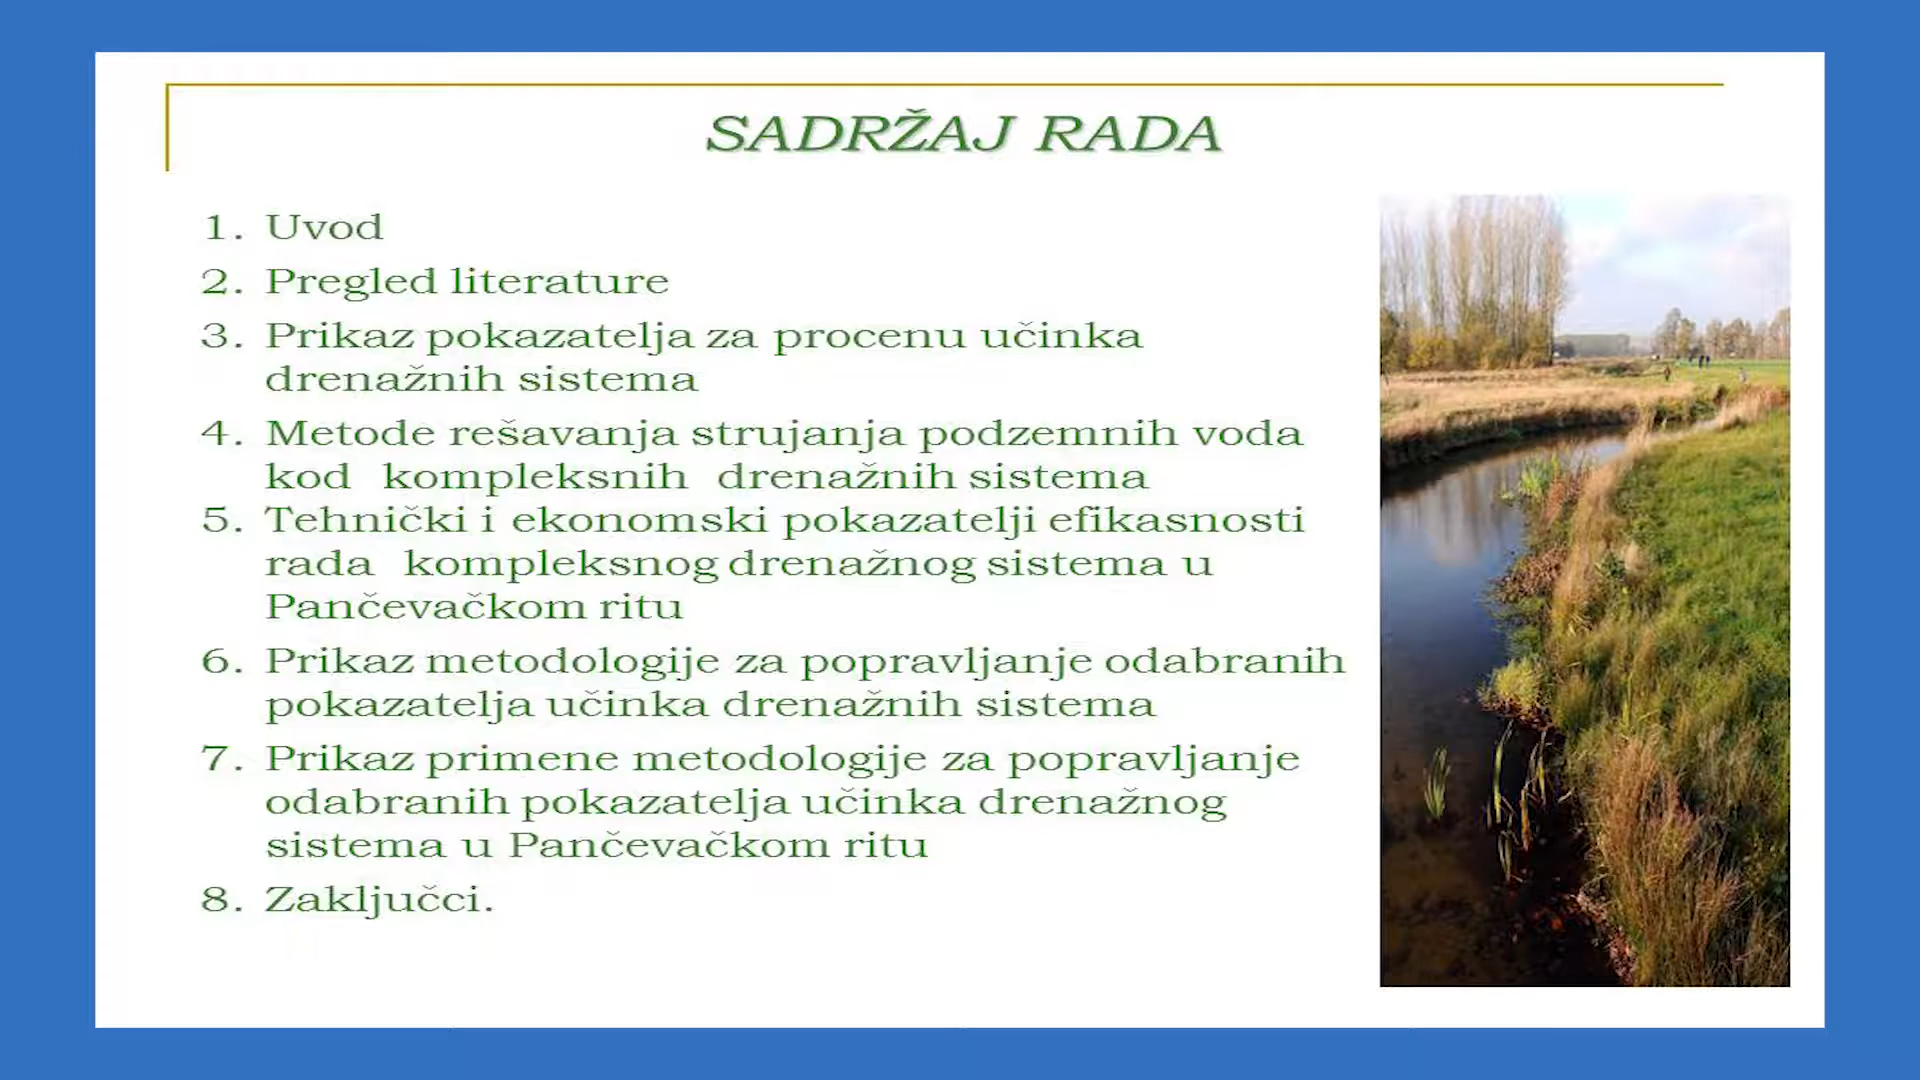 SADRŽAJ RADA
1. Uvod
2. Pregled literature
3. Prikaz pokazatelja za procenu učinka
drenažnih sistema
4. Metode rešavanja strujanja podzemnih voda
kod kompleksnih drenažnih sistema
5. Tehnički i ekonomski pokazatelji efikasnosti
rada kompleksnog drenažnog sistema u
Pančevačkom ritu
6. Prikaz metodologije za popravljanje odabranih
pokazatelja učinka drenažnih sistema
7. Prikaz primene metodologije za popravljanje
odabranih pokazatelja učinka drenažnog
sistema u Pančevačkom ritu
8. Zaključci.